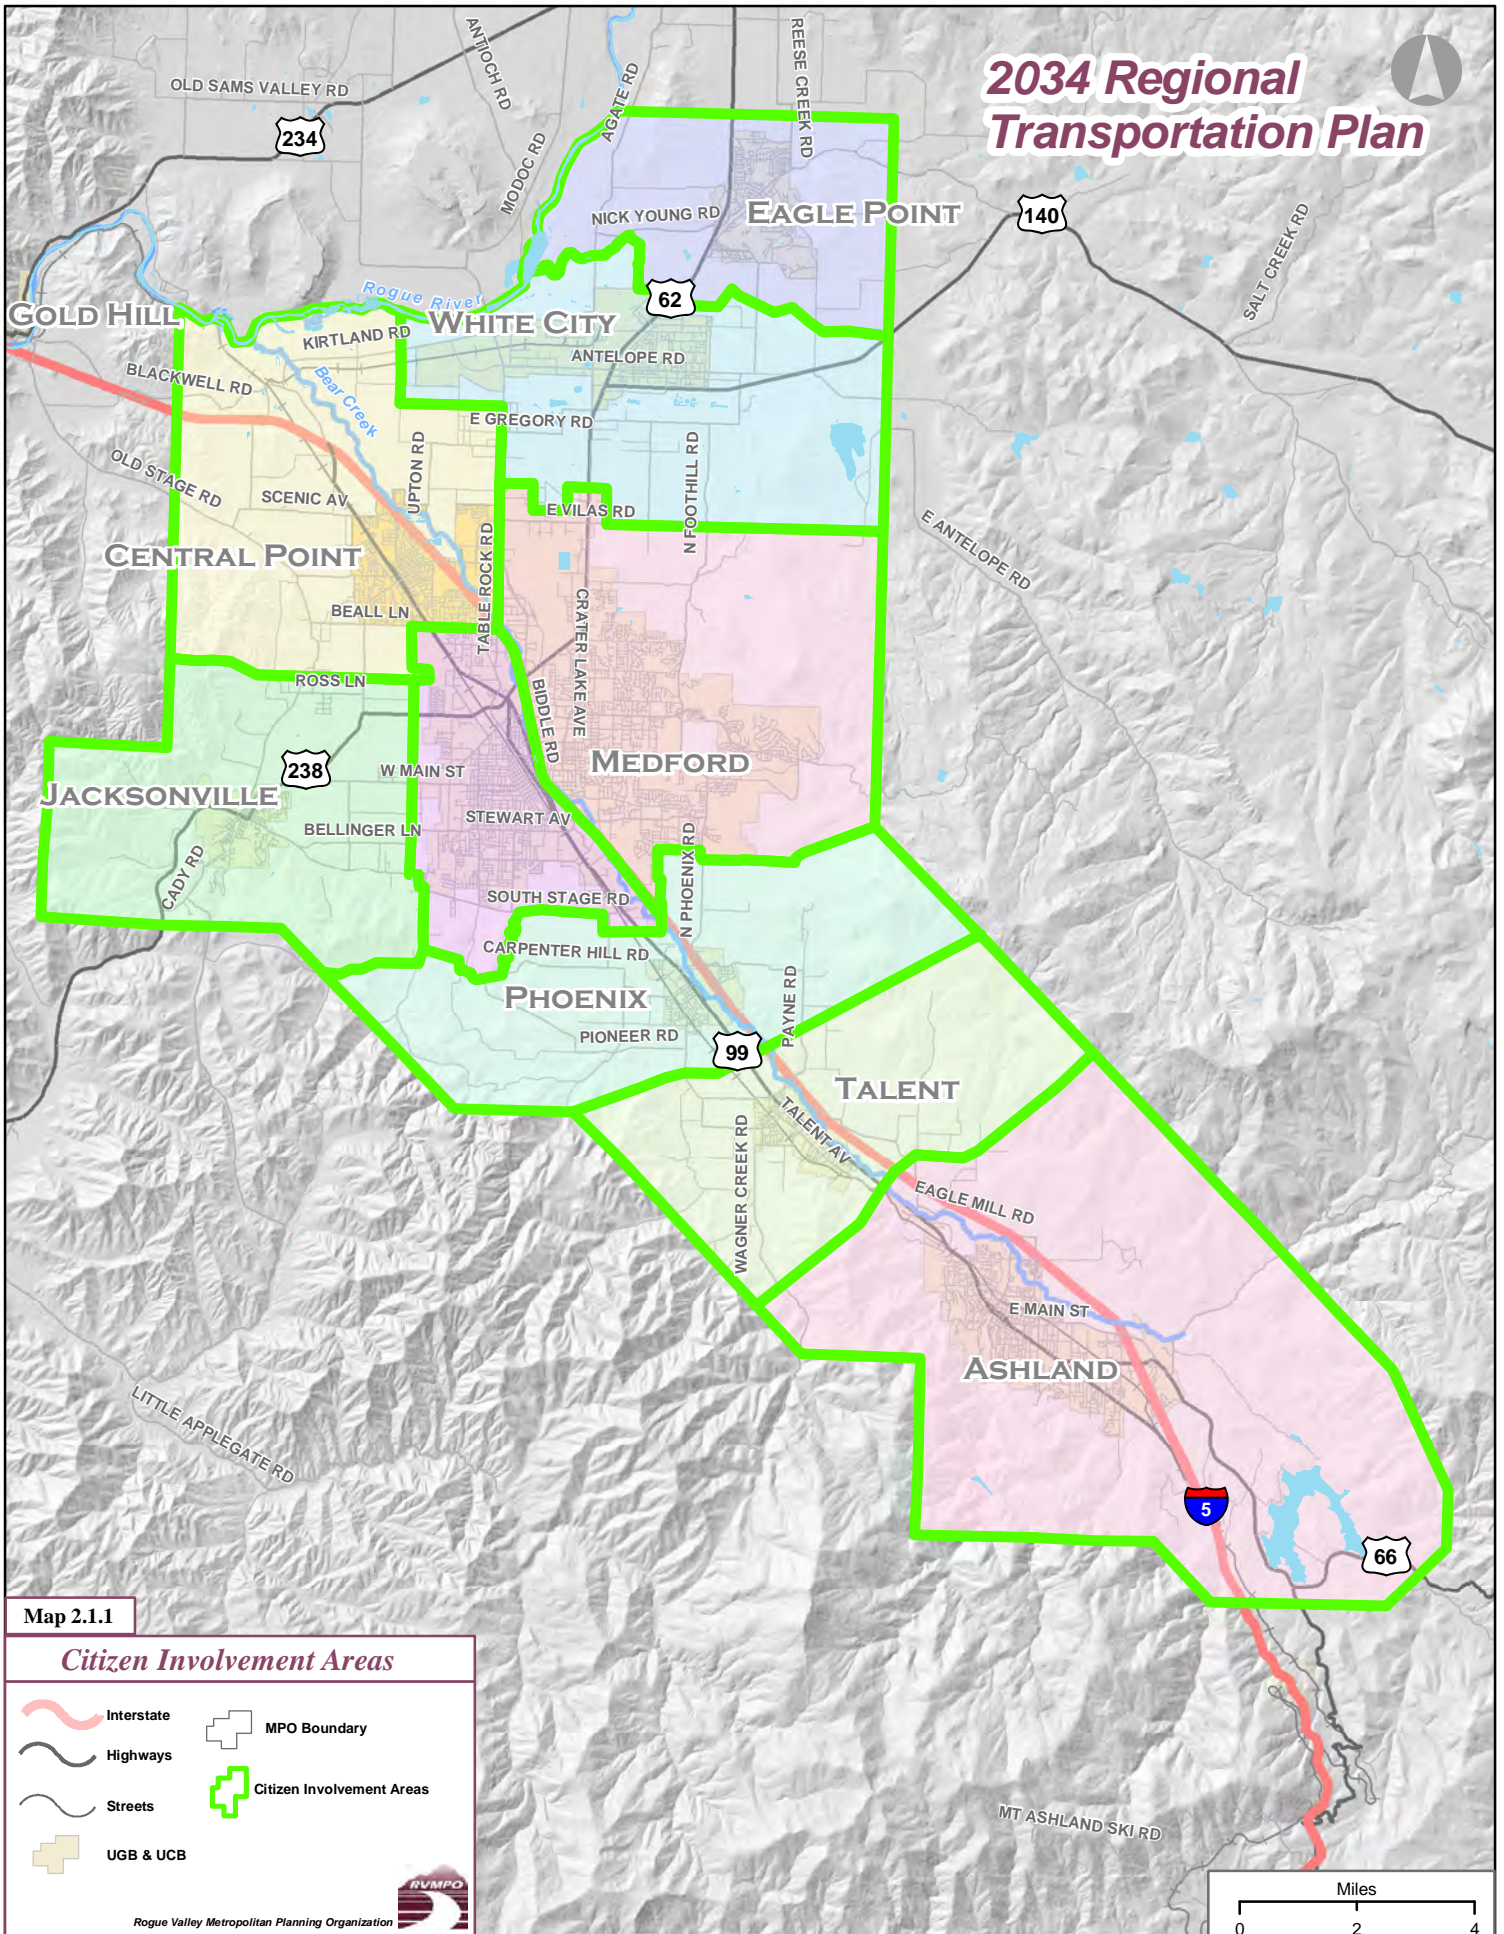 2034 Regional
Transportation Plan
OLD SAMS VALLEY RD
ANTIOCH RD
AGATE RD
REESE CREEK RD
234
MODOC RD
NICK YOUNG RD
EAGLE POINT
140
SALT CREEK RD
Rogue River
62
GOLD HILL
WHITE CITY
KIRTLAND RD
ANTELOPE RD
BLACKWELL RD
Bear Creek
E GREGORY RD
UPTON RD
N FOOTHILL RD
OLD STAGE RD
SCENIC AV
E VILAS RD
E ANTELOPE RD
CENTRAL POINT
TABLE ROCK RD
BEALL LN
CRATER LAKE AVE
ROSS LN
BIDDLE RD
238
W MAIN ST
MEDFORD
JACKSONVILLE
STEWART AV
BELLINGER LN
N PHOENIX RD
CADY RD
SOUTH STAGE RD
CARPENTER HILL RD
PHOENIX
PAYNE RD
PIONEER RD
99
TALENT
TALENT AV
WAGNER CREEK RD
EAGLE MILL RD
E MAIN ST
ASHLAND
LITTLE APPLEGATE RD
5
66
MT ASHLAND SKI RD
Map 2.1.1
Citizen Involvement Areas
Interstate
MPO Boundary
Highways
Citizen Involvement Areas
Streets
UGB & UCB
RVMPO
Rogue Valley Metropolitan Planning Organization
Miles
0 2 4